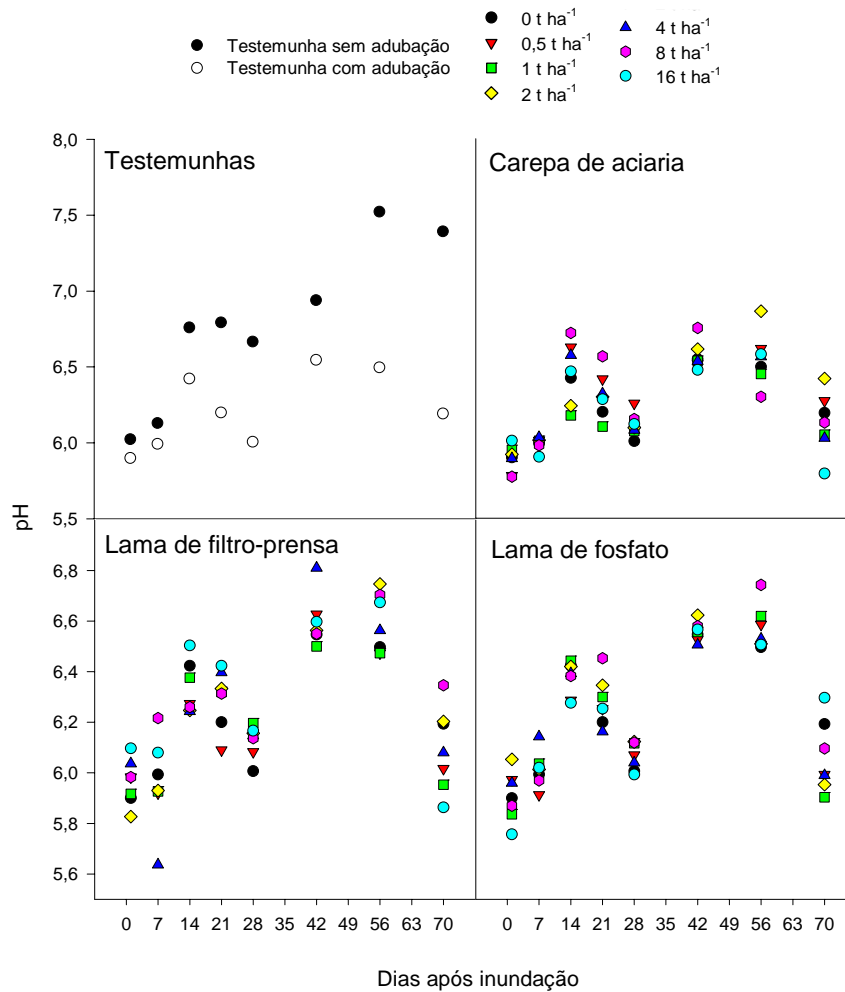 Testemunha sem adubação
Testemunha com adubação
0 t ha-1
0,5 t ha-1
1 t ha-1
2 t ha-1
4 t ha-1
8 t ha-1
16 t ha-1
Testemunhas
Carepa de aciaria
8,0
7,5
7,0
6,5
6,0
5,5
pH
Lama de filtro-prensa
Lama de fosfato
6,8
6,6
6,4
6,2
6,0
5,8
5,6
0 7 14 21 28 35 42 49 56 63 70
0 7 14 21 28 35 42 49 56 63 70
Dias após inundação